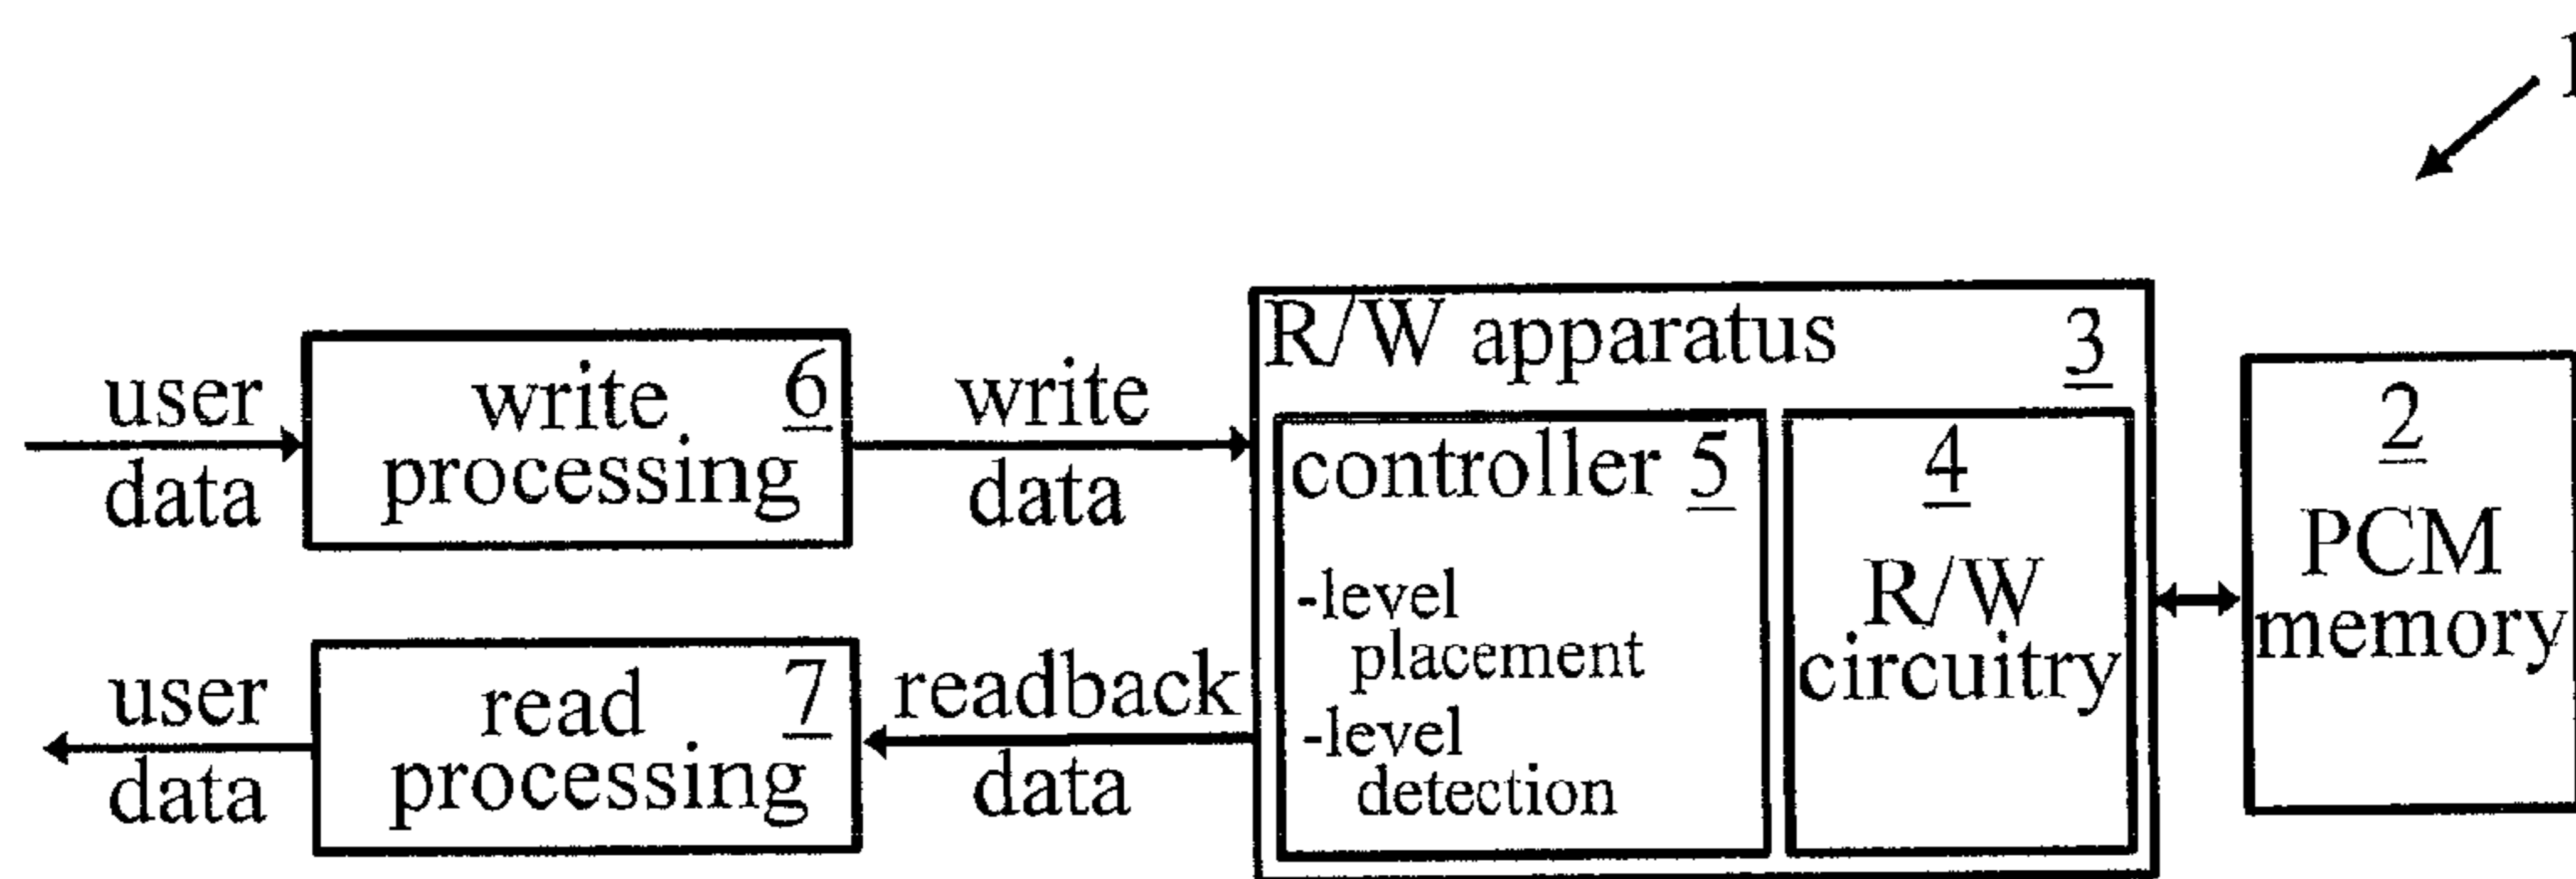 1
user
data
write 6
processing
write
data
R/W apparatus 3
controller 5
-level
placement
-level
detection
4
R/W
circuitry
2
PCM
memory
user
data
read 7
processing
readback
data